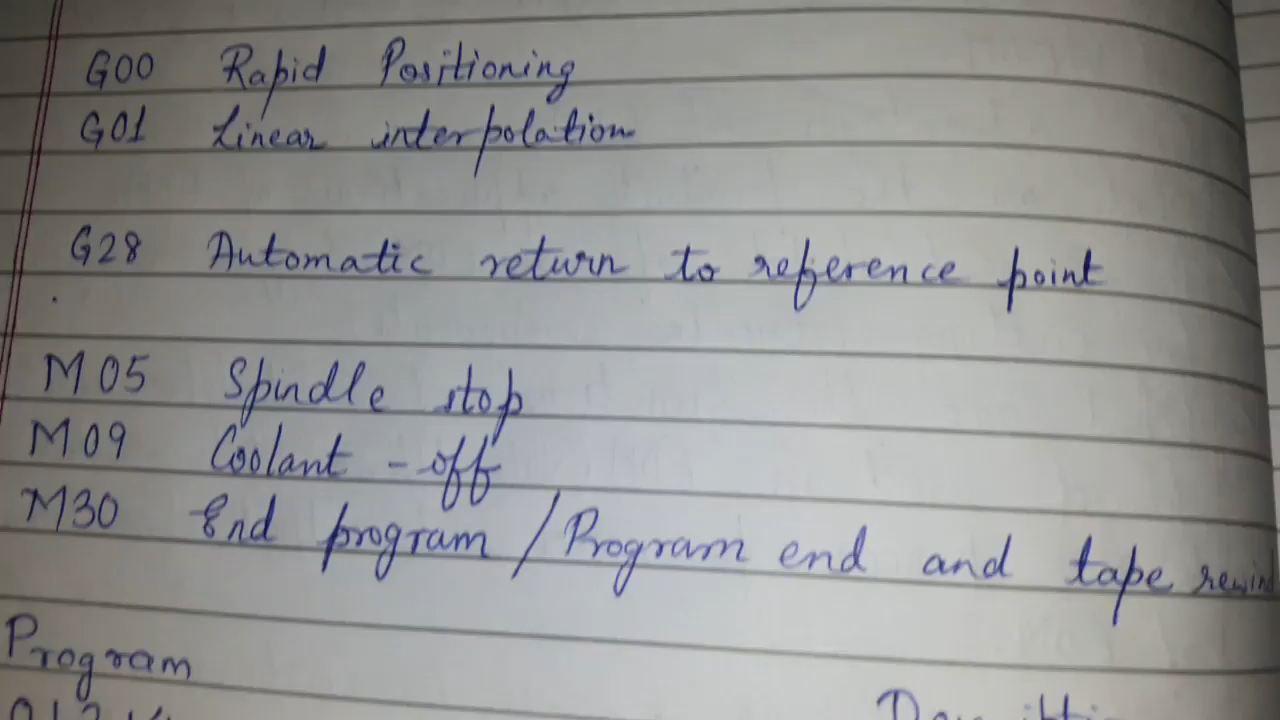 G00 Rapid Positioning
G01 Linear interpolation
G28 Automatic return to reference point
M05 Spindle stop
M09 Coolant - off
M30 End program / Program end and tape rewind
Program